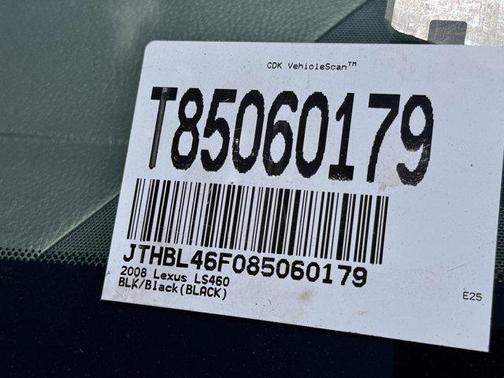 CDK VehicleScan™
T85060179
JTHBL46F085060179
2008 Lexus LS460
BLK/Black(BLACK)
E25